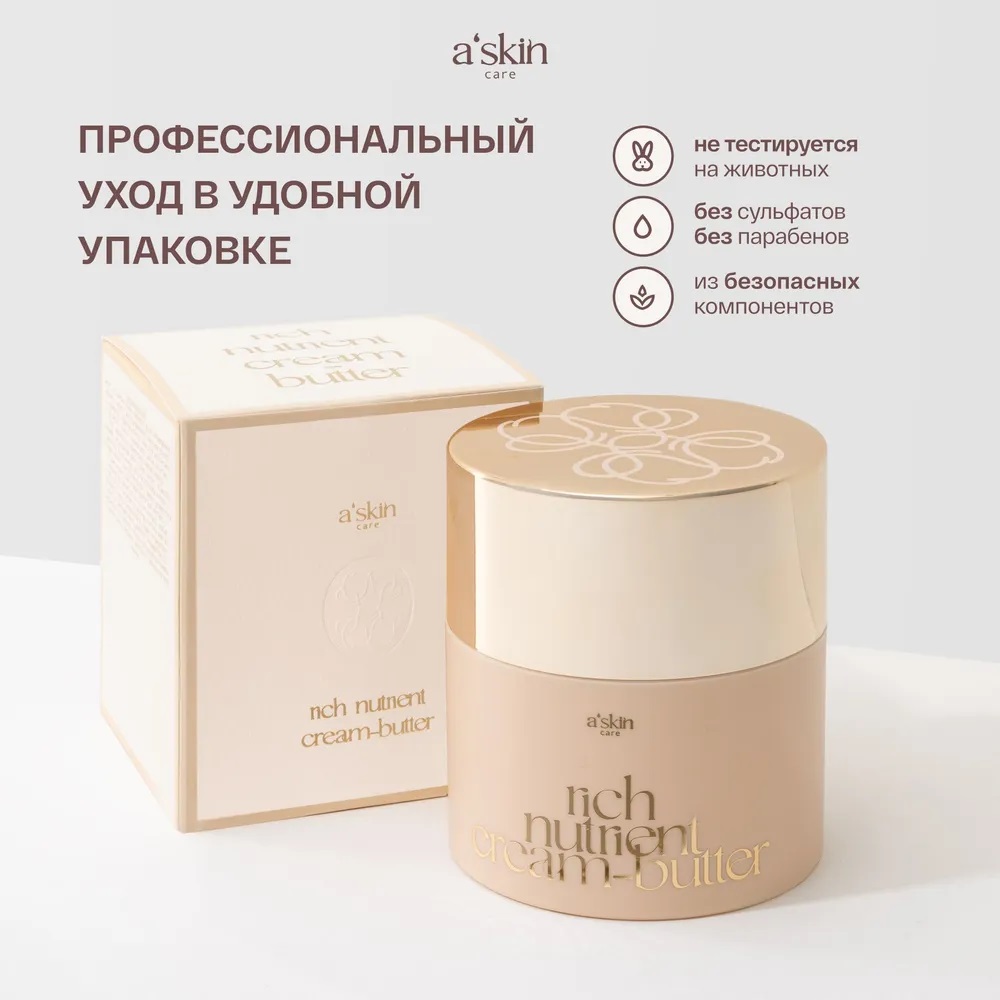 a'skin
care
ПРОФЕССИОНАЛЬНЫЙ
УХОД В УДОБНОЙ
УПАКОВКЕ
не тестируется
на животных
без сульфатов
без парабенов
из безопасных
компонентов
rich
nutrient
cream-
butter
a'skin
care
rich nutrient
cream-butter
a'skin
care
rich
nutrient
cream-butter